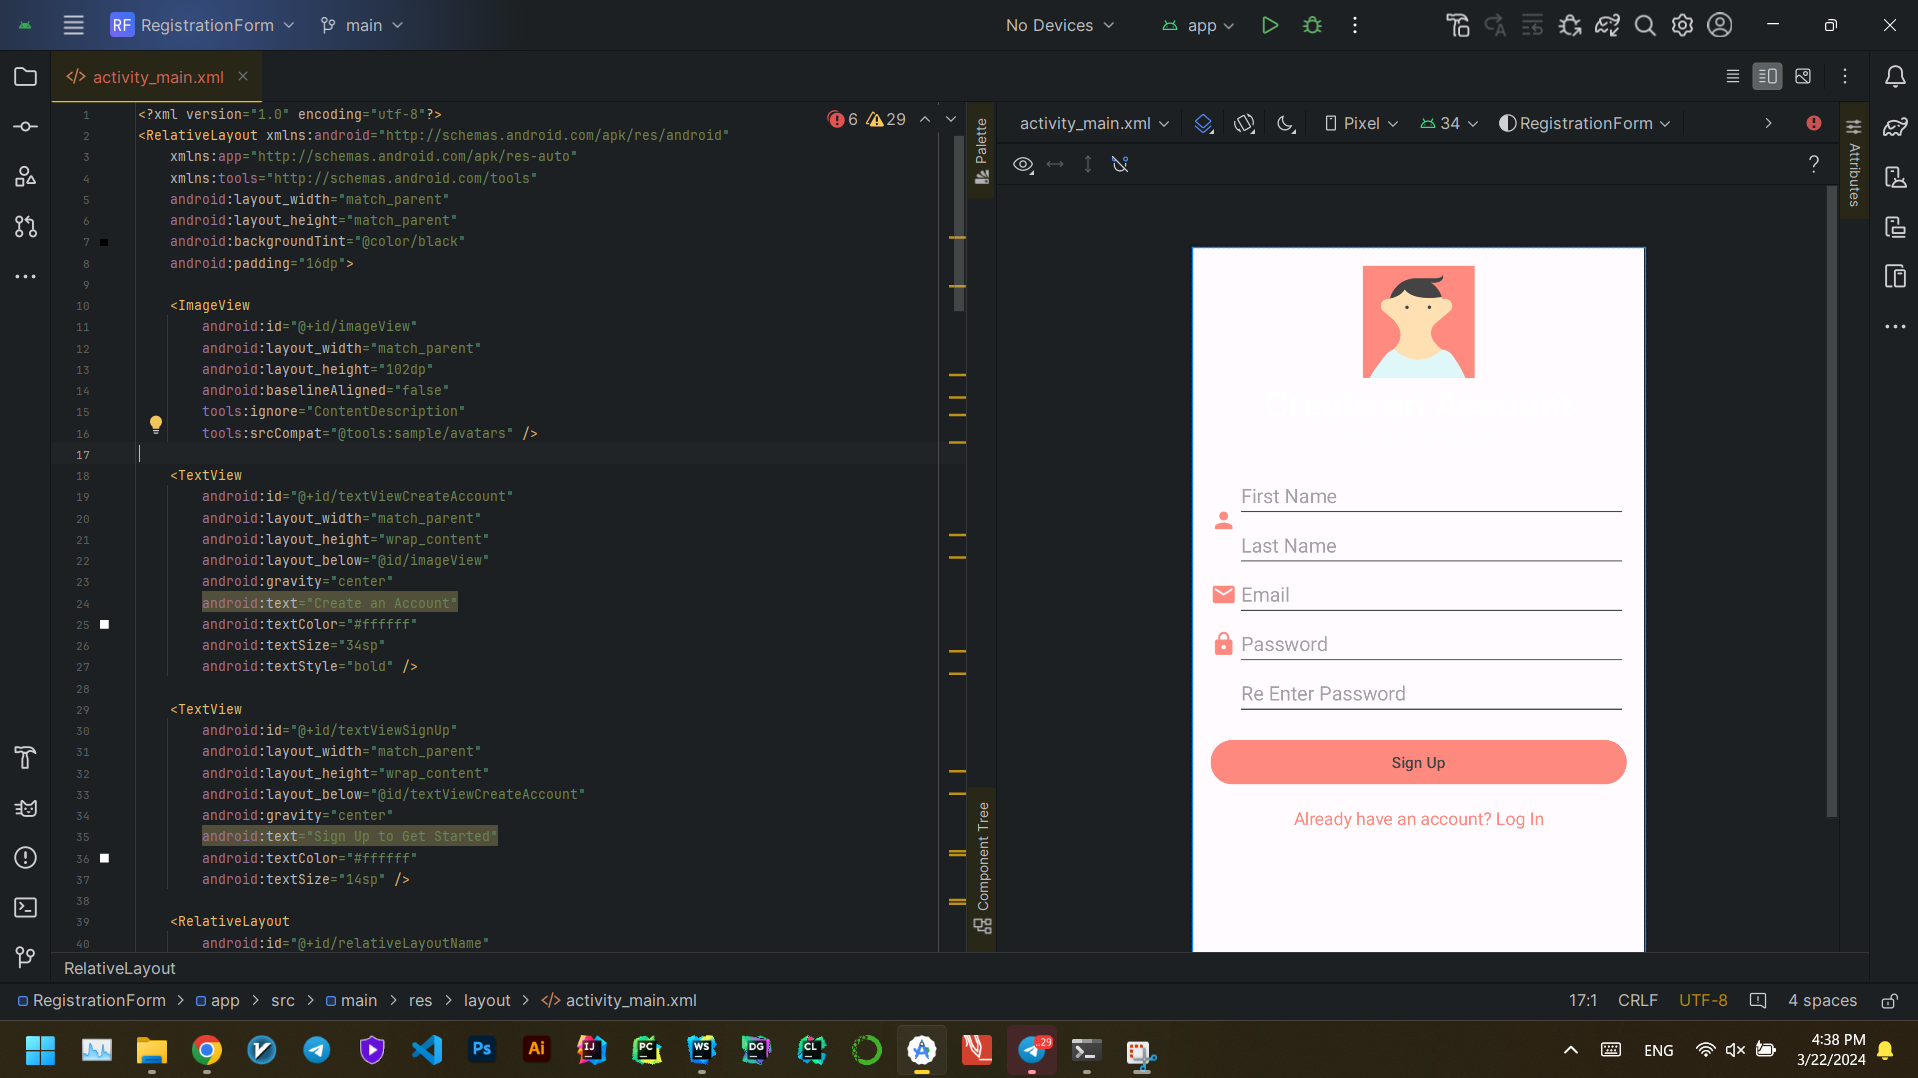 RF RegistrationForm
main
No Devices
app
activity_main.xml
6 29
1 <?xml version="1.0" encoding="utf-8"?>
2 <RelativeLayout xmlns:android="http://schemas.android.com/apk/res/android"
3 xmlns:app="http://schemas.android.com/apk/res-auto"
4 xmlns:tools="http://schemas.android.com/tools"
5 android:layout_width="match_parent"
6 android:layout_height="match_parent"
7 android:backgroundTint="@color/black"
8 android:padding="16dp">
9
10 <ImageView
11 android:id="@+id/imageView"
12 android:layout_width="match_parent"
13 android:layout_height="102dp"
14 android:baselineAligned="false"
15 tools:ignore="ContentDescription"
16 tools:srcCompat="@tools:sample/avatars" />
17
18 <TextView
19 android:id="@+id/textViewCreateAccount"
20 android:layout_width="match_parent"
21 android:layout_height="wrap_content"
22 android:layout_below="@id/imageView"
23 android:gravity="center"
24 android:text="Create an Account"
25 android:textColor="#ffffff"
26 android:textSize="34sp"
27 android:textStyle="bold" />
28
29 <TextView
30 android:id="@+id/textViewSignUp"
31 android:layout_width="match_parent"
32 android:layout_height="wrap_content"
33 android:layout_below="@id/textViewCreateAccount"
34 android:gravity="center"
35 android:text="Sign Up to Get Started"
36 android:textColor="#ffffff"
37 android:textSize="14sp" />
38
39 <RelativeLayout
40 android:id="@+id/relativeLayoutName"
Palette
Component Tree
activity_main.xml
Pixel
34
RegistrationForm
Attributes
Create an Account
First Name
Last Name
Email
Password
Re Enter Password
Sign Up
Already have an account? Log In
RelativeLayout
RegistrationForm > app > src > main > res > layout > activity_main.xml
17:1 CRLF UTF-8 4 spaces
Ps
Ai
IJ
PC
WS
DG
CL
..29
ENG
4:38 PM
3/22/2024